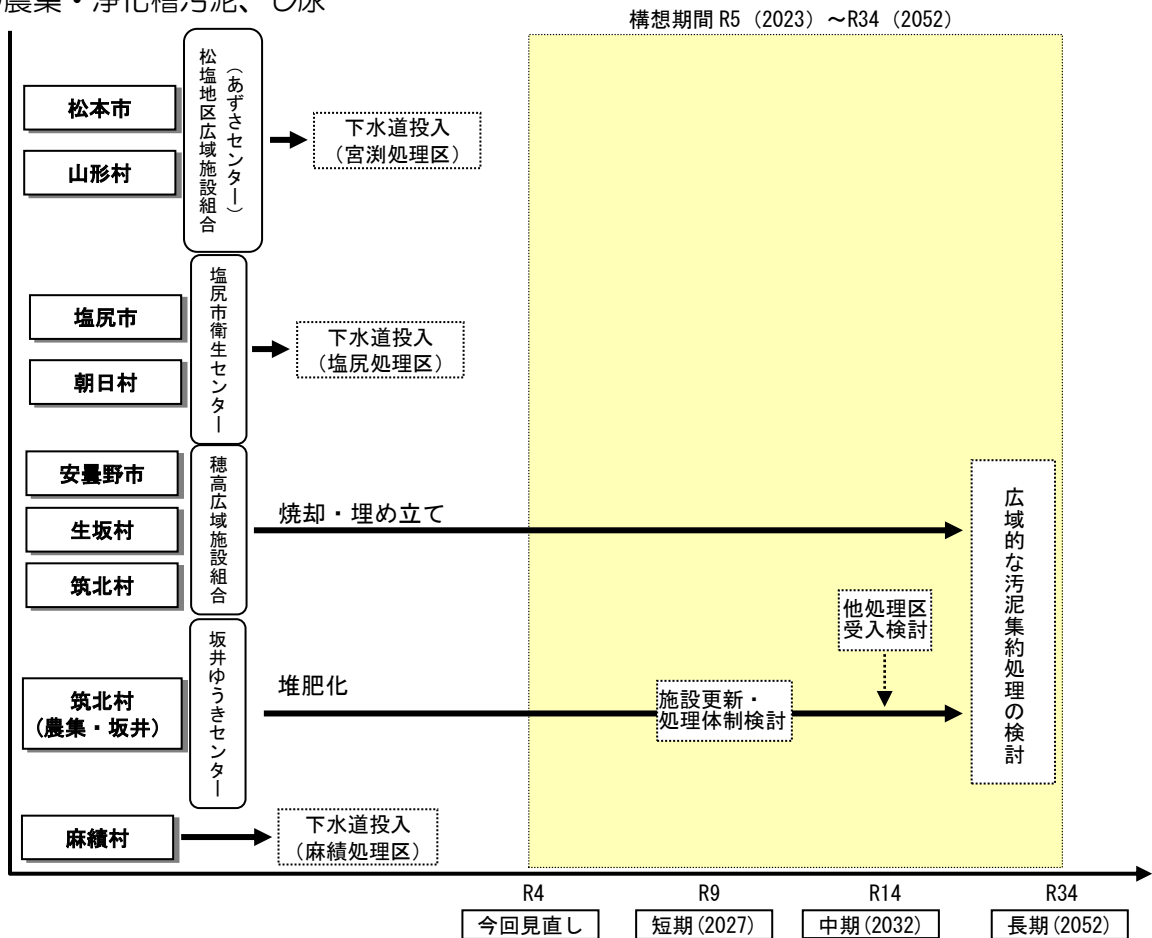 農集・浄化槽汚泥、し尿
構想期間 R5（2023）～R34（2052）
松本市
山形村
松塩地区広域施設組合
（あずさセンター）
下水道投入
（宮渕処理区）
塩尻市
朝日村
塩尻市衛生センター
下水道投入
（塩尻処理区）
安曇野市
生坂村
筑北村
穂高広域施設組合
焼却・埋め立て
筑北村
（農集・坂井）
坂井ゆうきセンター
堆肥化
施設更新・
処理体制検討
他処理区
受入検討
広域的な汚泥集約処理の検討
麻績村
下水道投入
（麻績処理区）
R4
R9
R14
R34
今回見直し
短期(2027)
中期(2032)
長期(2052)